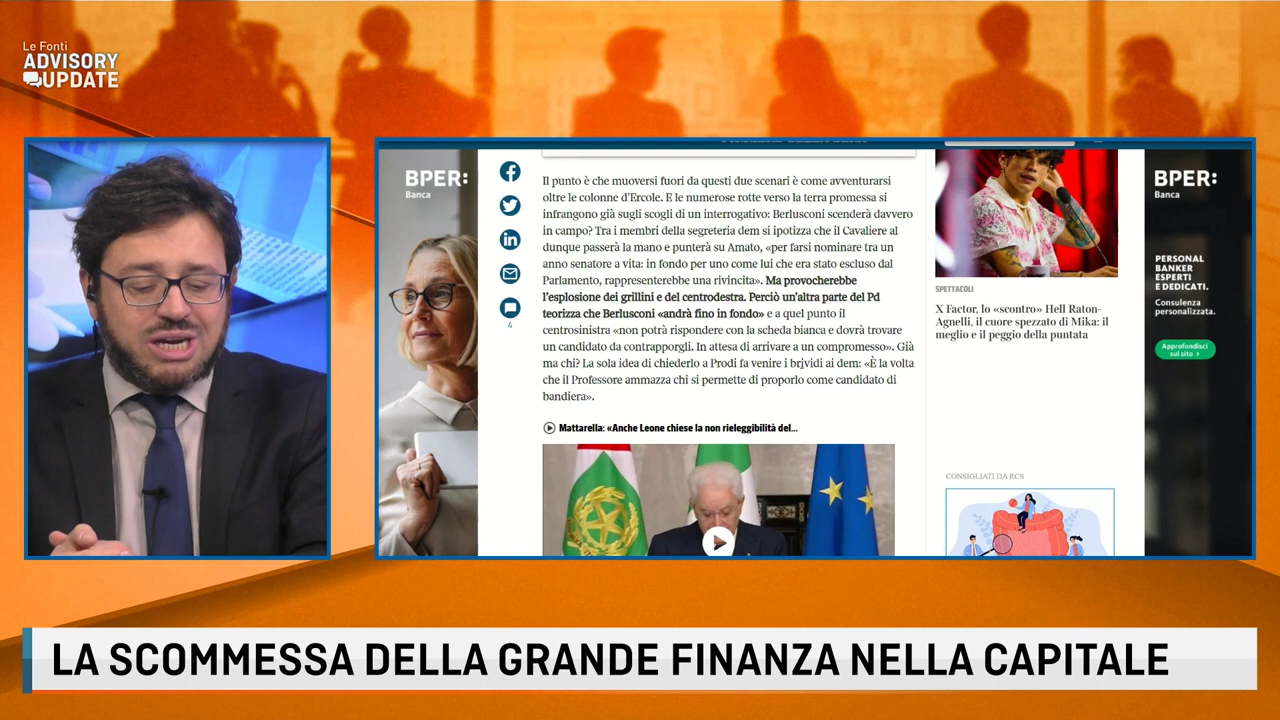 Le Fonti
ADVISORY
UPDATE
BPER:
Banca
4
Il punto è che muoversi fuori da questi due scenari è come avventurarsi
oltre le colonne d'Ercole. E le numerose rotte verso la terra promessa si
infrangono già sugli scogli di un interrogativo: Berlusconi scenderà davvero
in campo? Tra i membri della segreteria dem si ipotizza che il Cavaliere al
dunque passerà la mano e punterà su Amato, «per farsi nominare tra un
anno senatore a vita: in fondo per uno come lui che era stato escluso dal
Parlamento, rappresenterebbe una rivincita». Ma provocherebbe
l'esplosione dei grillini e del centrodestra. Perciò un'altra parte del Pd
teorizza che Berlusconi «andrà fino in fondo» e a quel punto il
centrosinistra «non potrà rispondere con la scheda bianca e dovrà trovare
un candidato da contrapporgli. In attesa di arrivare a un compromesso». Già
ma chi? La sola idea di chiederlo a Prodi fa venire i brividi ai dem: «È la volta
che il Professore ammazza chi si permette di proporlo come candidato di
bandiera».
Mattarella: «Anche Leone chiese la non rieleggibilità del...
SPETTACOLI
X Factor, lo «scontro» Hell Raton-
Agnelli, il cuore spezzato di Mika: il
meglio e il peggio della puntata
CONSIGLIATI DA RCS
BPER:
Banca
PERSONAL
BANKER
ESPERTI
E DEDICATI.
Consulenza
personalizzata.
Approfondisci
sul sito >
LA SCOMMESSA DELLA GRANDE FINANZA NELLA CAPITALE